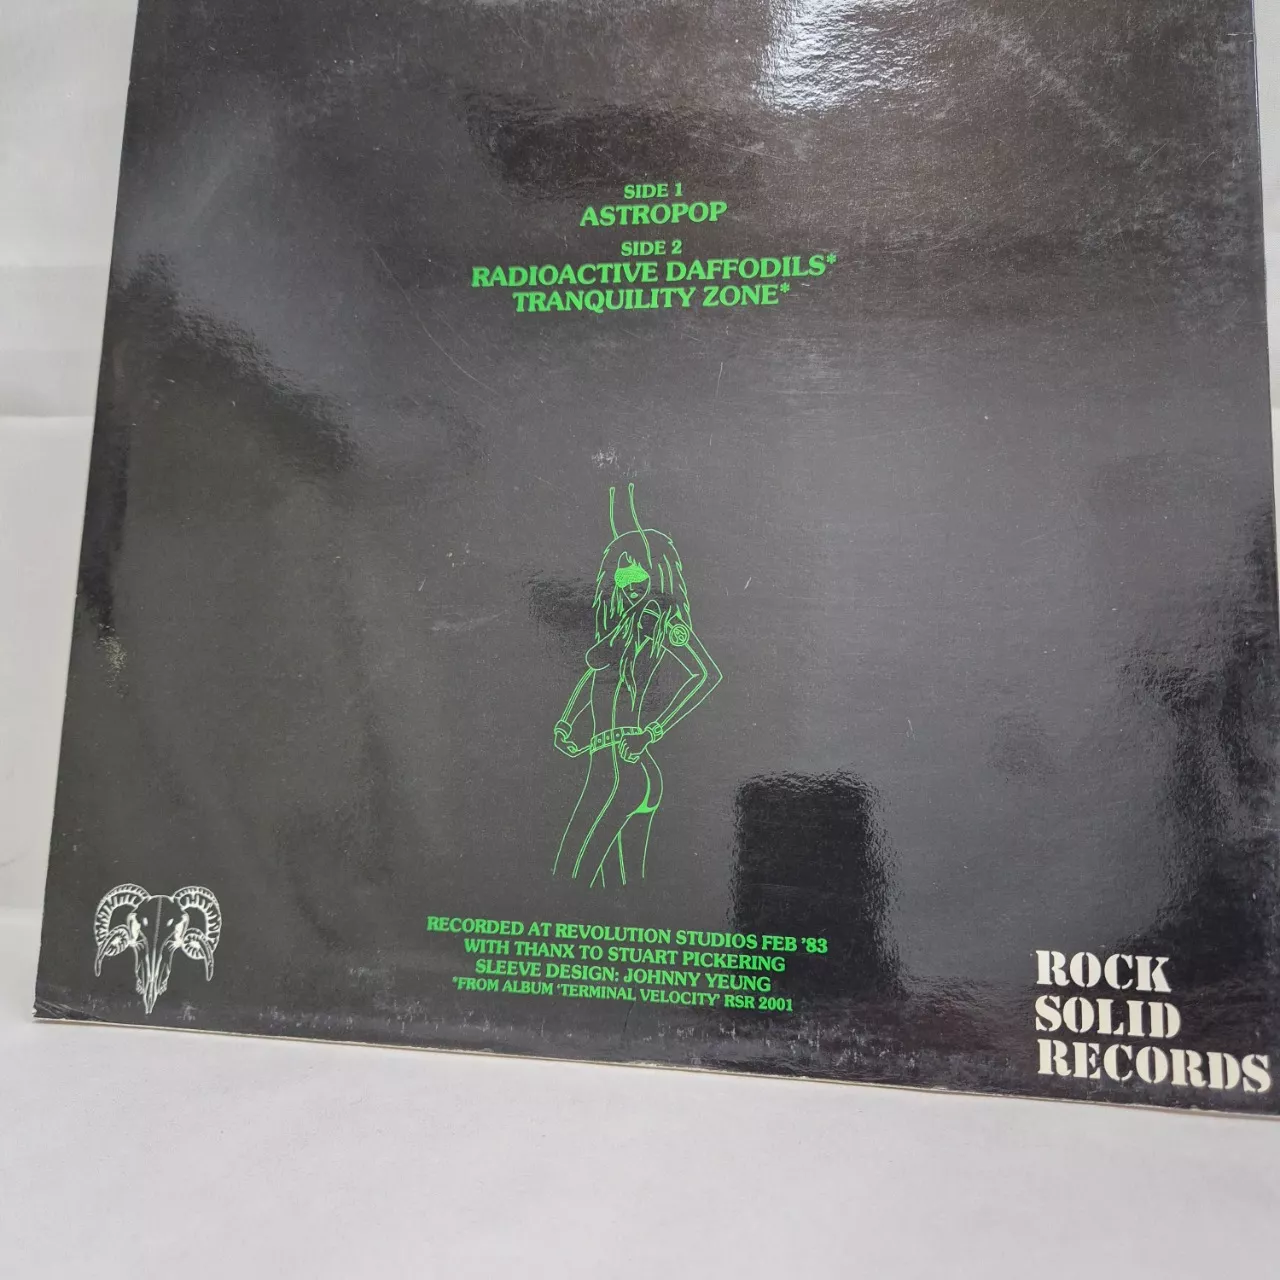 SIDE 1
ASTROPOP
SIDE 2
RADIOACTIVE DAFFODILS*
TRANQUILITY ZONE*
RECORDED AT REVOLUTION STUDIOS FEB '83
WITH THANX TO STUART PICKERING
SLEEVE DESIGN: JOHNNY YEUNG
*FROM ALBUM 'TERMINAL VELOCITY' RSR 2001
ROCK
SOLID
RECORDS